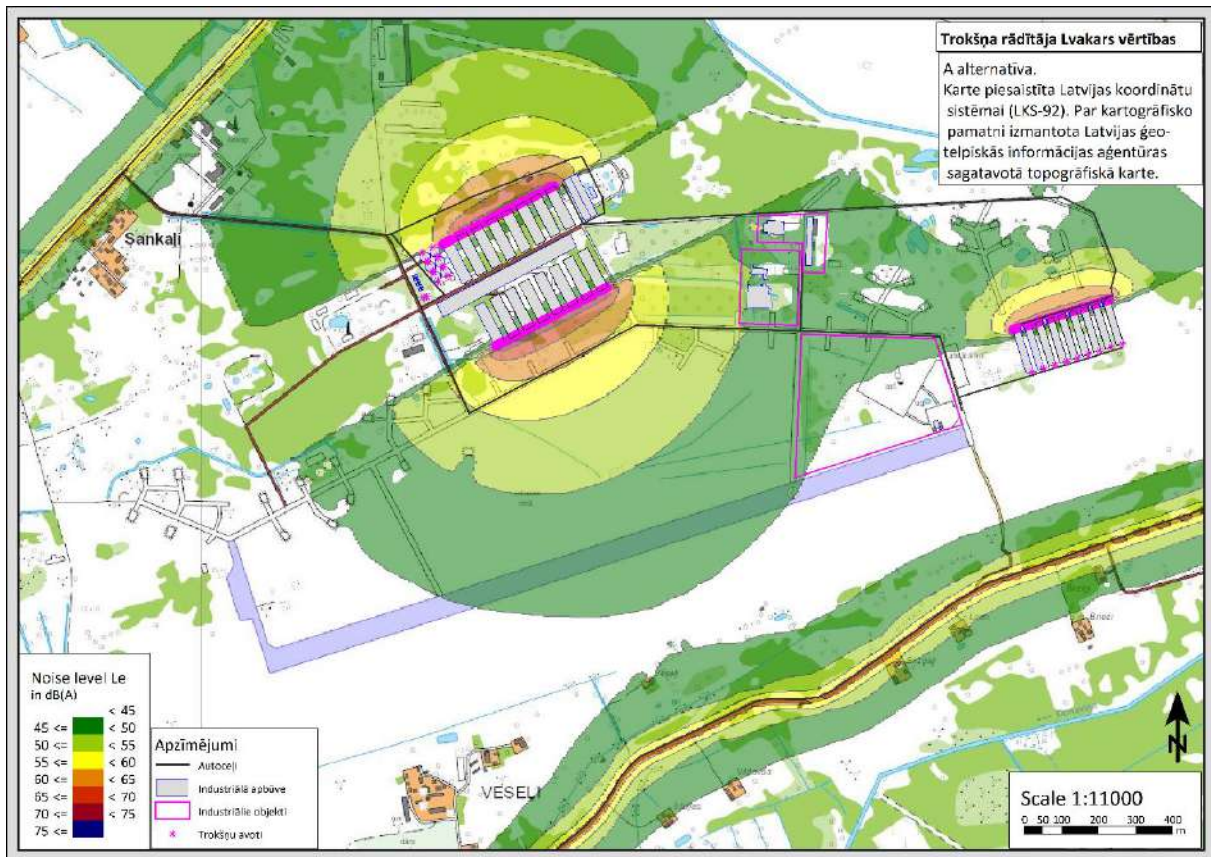 Trokšņa rādītāja Lvakars vērtības
A alternatīva.
Karte piesaistīta Latvijas koordinātu
sistēmai (LKS-92). Par kartogrāfisko
pamatni izmantota Latvijas ģeo-
telpiskās informācijas aģentūras
sagatavotā topogrāfiskā karte.
Sankaļi
VESEĻI
Noise level Le
in dB(A)
< 45
45 <= < 50
50 <= < 55
55 <= < 60
60 <= < 65
65 <= < 70
70 <= < 75
75 <=
Apzīmējumi
Autoceļi
Industriālā apbūve
Industriālie objekti
Trokšņu avoti
N
Scale 1:11000
0 50 100 200 300 400
m